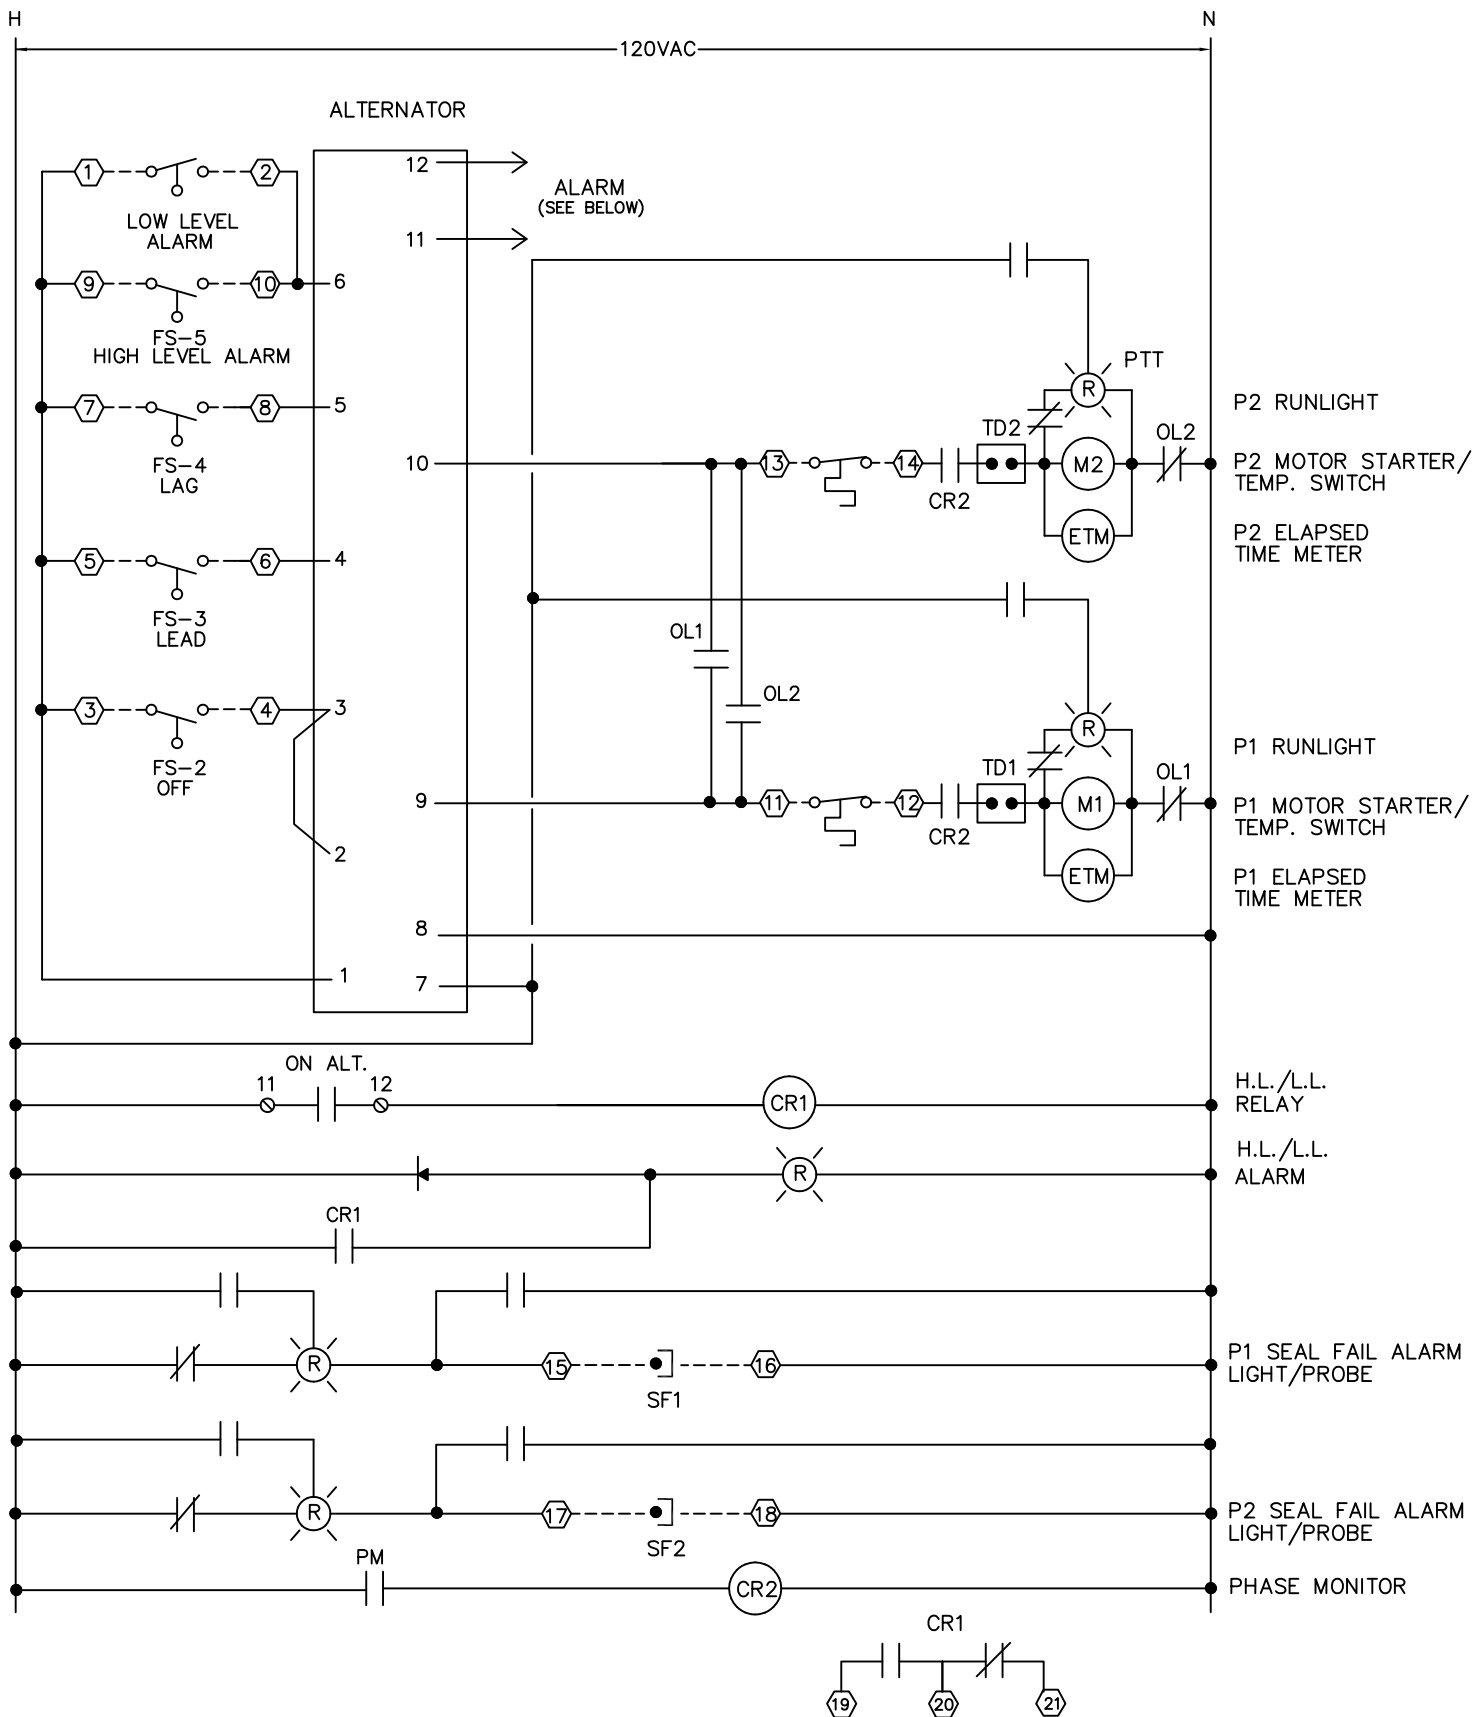 H
N
120VAC
ALTERNATOR
1
2
12
ALARM
(SEE BELOW)
LOW LEVEL
ALARM
11
9
10
6
FS-5
HIGH LEVEL ALARM
R
PTT
P2 RUNLIGHT
7
8
5
FS-4
LAG
10
13
14
CR2
TD2
M2
OL2
P2 MOTOR STARTER/
TEMP. SWITCH
ETM
P2 ELAPSED
TIME METER
5
6
4
FS-3
LEAD
OL1
OL2
3
4
3
FS-2
OFF
R
P1 RUNLIGHT
9
11
12
CR2
TD1
M1
OL1
P1 MOTOR STARTER/
TEMP. SWITCH
2
ETM
P1 ELAPSED
TIME METER
8
1
7
ON ALT.
11
12
CR1
H.L./L.L.
RELAY
R
H.L./L.L.
ALARM
CR1
R
15
16
SF1
P1 SEAL FAIL ALARM
LIGHT/PROBE
R
17
18
SF2
P2 SEAL FAIL ALARM
LIGHT/PROBE
PM
CR2
PHASE MONITOR
CR1
19
20
21